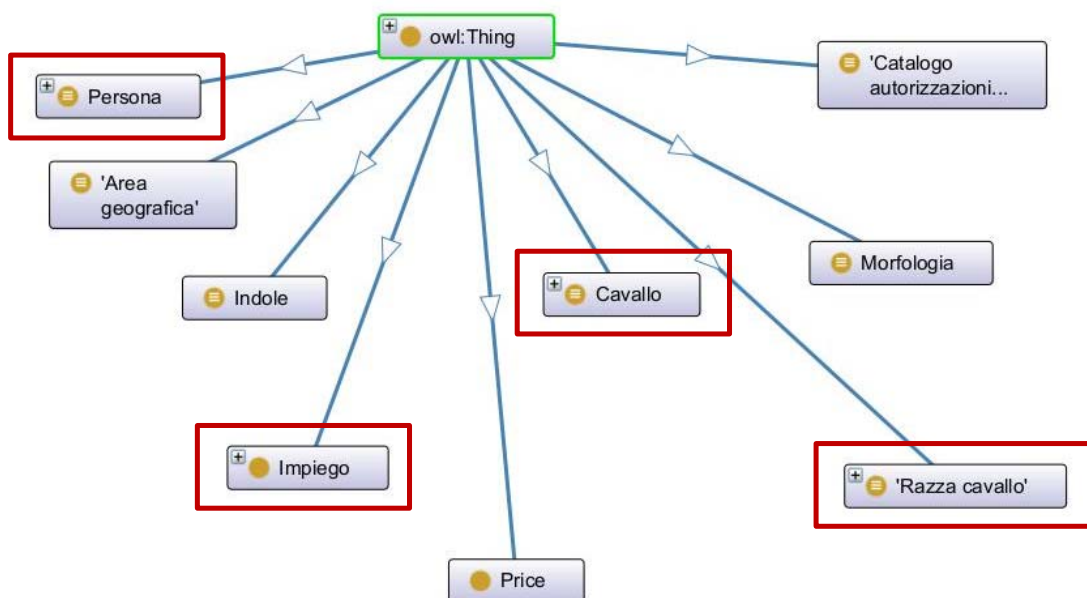 owl:Thing
'Catalogo
autorizzazioni...
Persona
'Area
geografica'
Morfologia
Indole
Cavallo
Impiego
'Razza cavallo'
Price